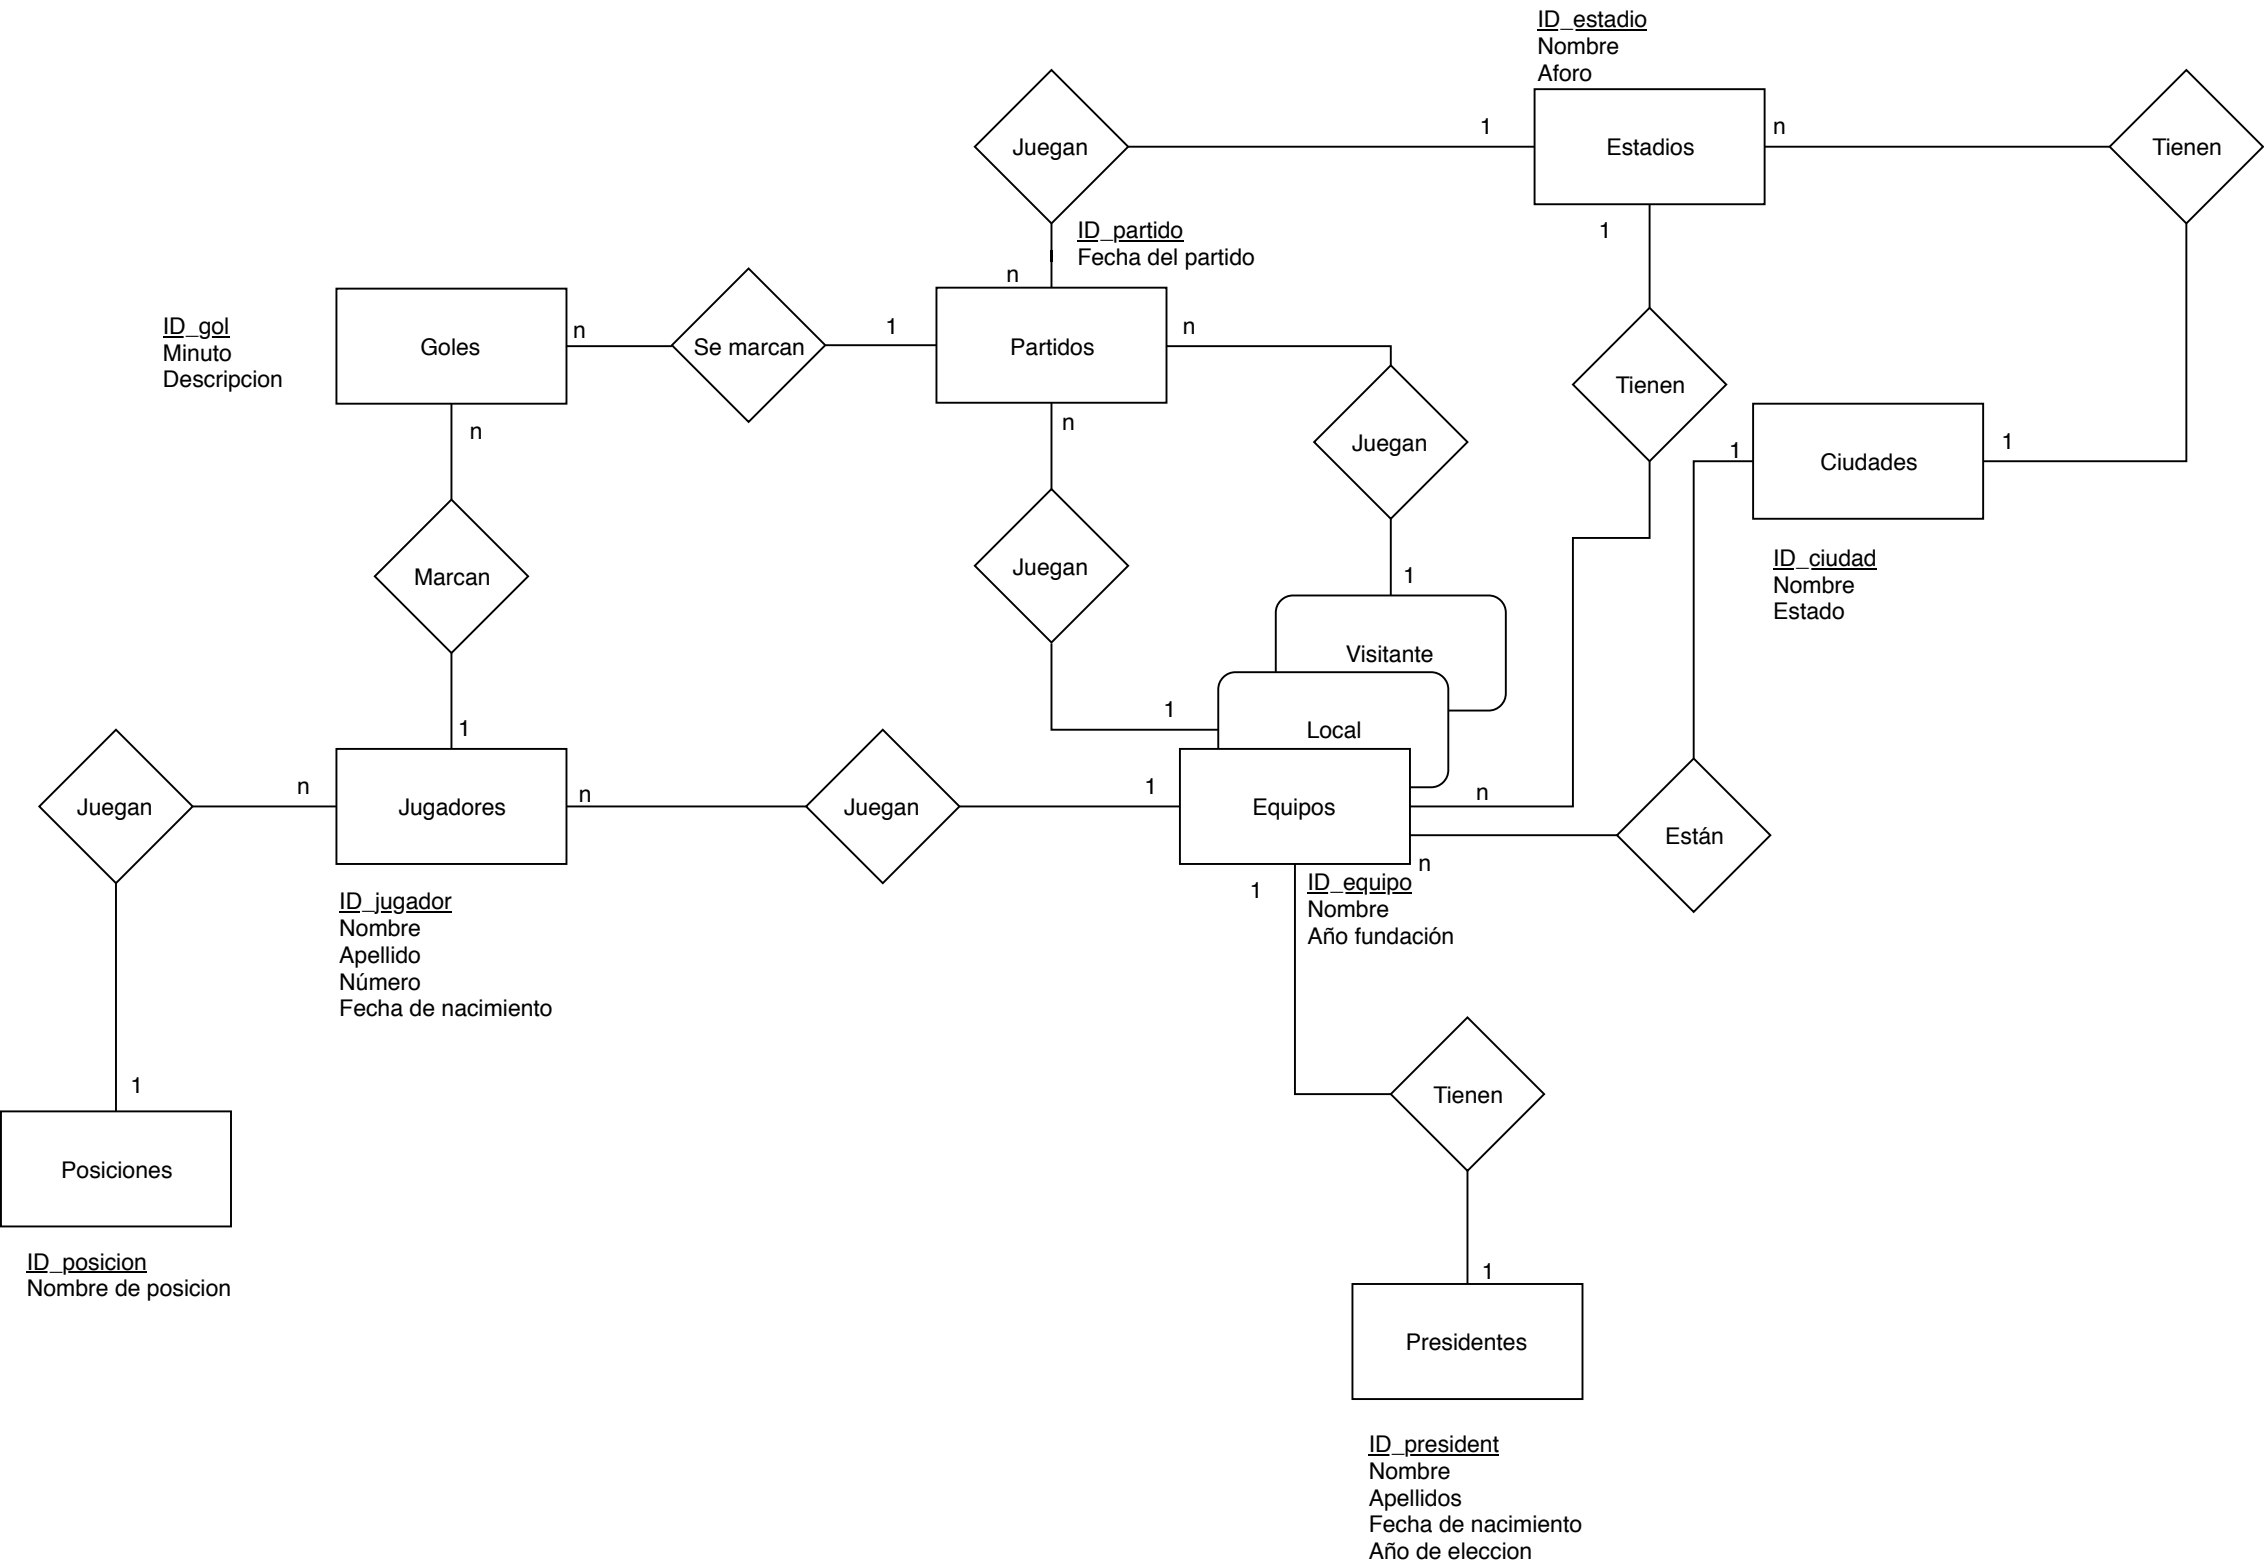 ID_estadio
Nombre
Aforo
Juegan
1
Estadios
n
Tienen
1
ID_partido
Fecha del partido
n
ID_gol
Minuto
Descripcion
Goles
n
Se marcan
1
Partidos
n
Tienen
n
n
Juegan
1
Ciudades
1
Marcan
Juegan
1
ID_ciudad
Nombre
Estado
Visitante
1
1
Local
Juegan
n
Jugadores
n
Juegan
1
Equipos
n
Están
n
1
ID_equipo
Nombre
Año fundación
ID_jugador
Nombre
Apellido
Número
Fecha de nacimiento
1
Tienen
Posiciones
1
ID_posicion
Nombre de posicion
Presidentes
ID_president
Nombre
Apellidos
Fecha de nacimiento
Año de eleccion